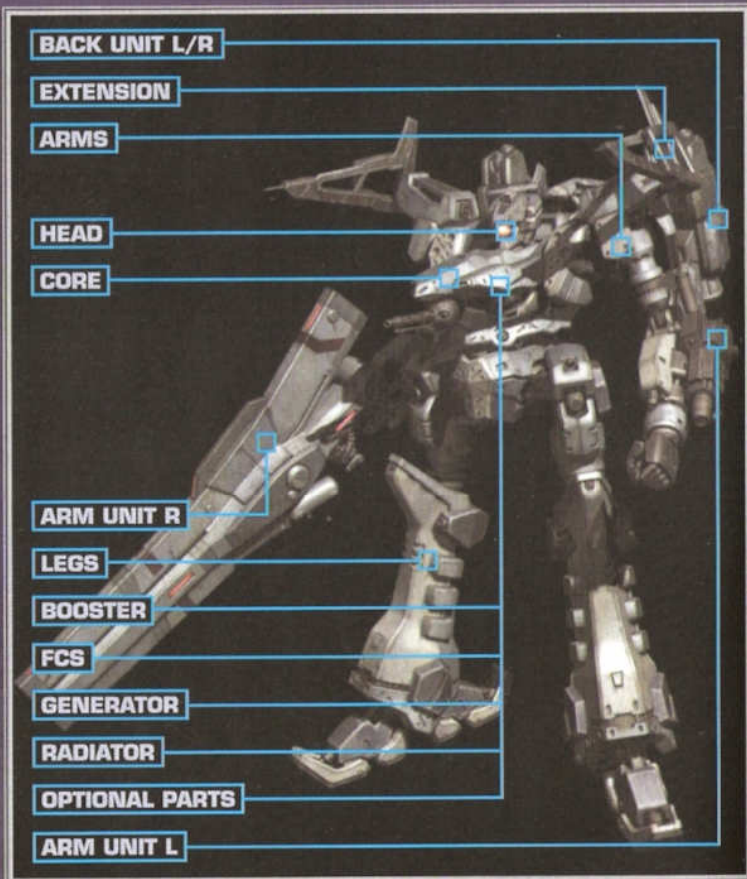 BACK UNIT L/R
EXTENSION
ARMS
HEAD
CORE
ARM UNIT R
LEGS
BOOSTER
FCS
GENERATOR
RADIATOR
OPTIONAL PARTS
ARM UNIT L